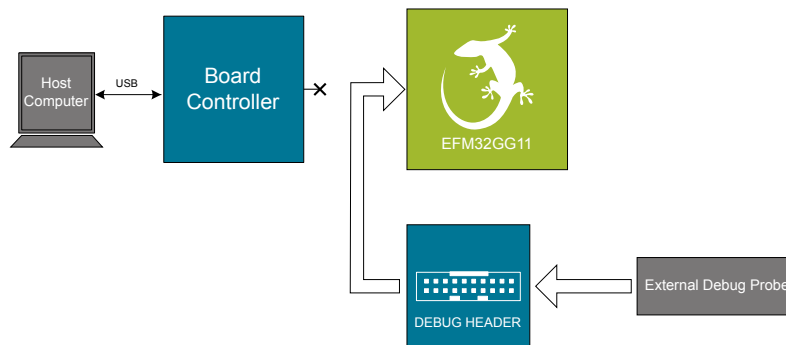 Host
Computer
USB
Board
Controller
EFM32GG11
DEBUG HEADER
External Debug Probe